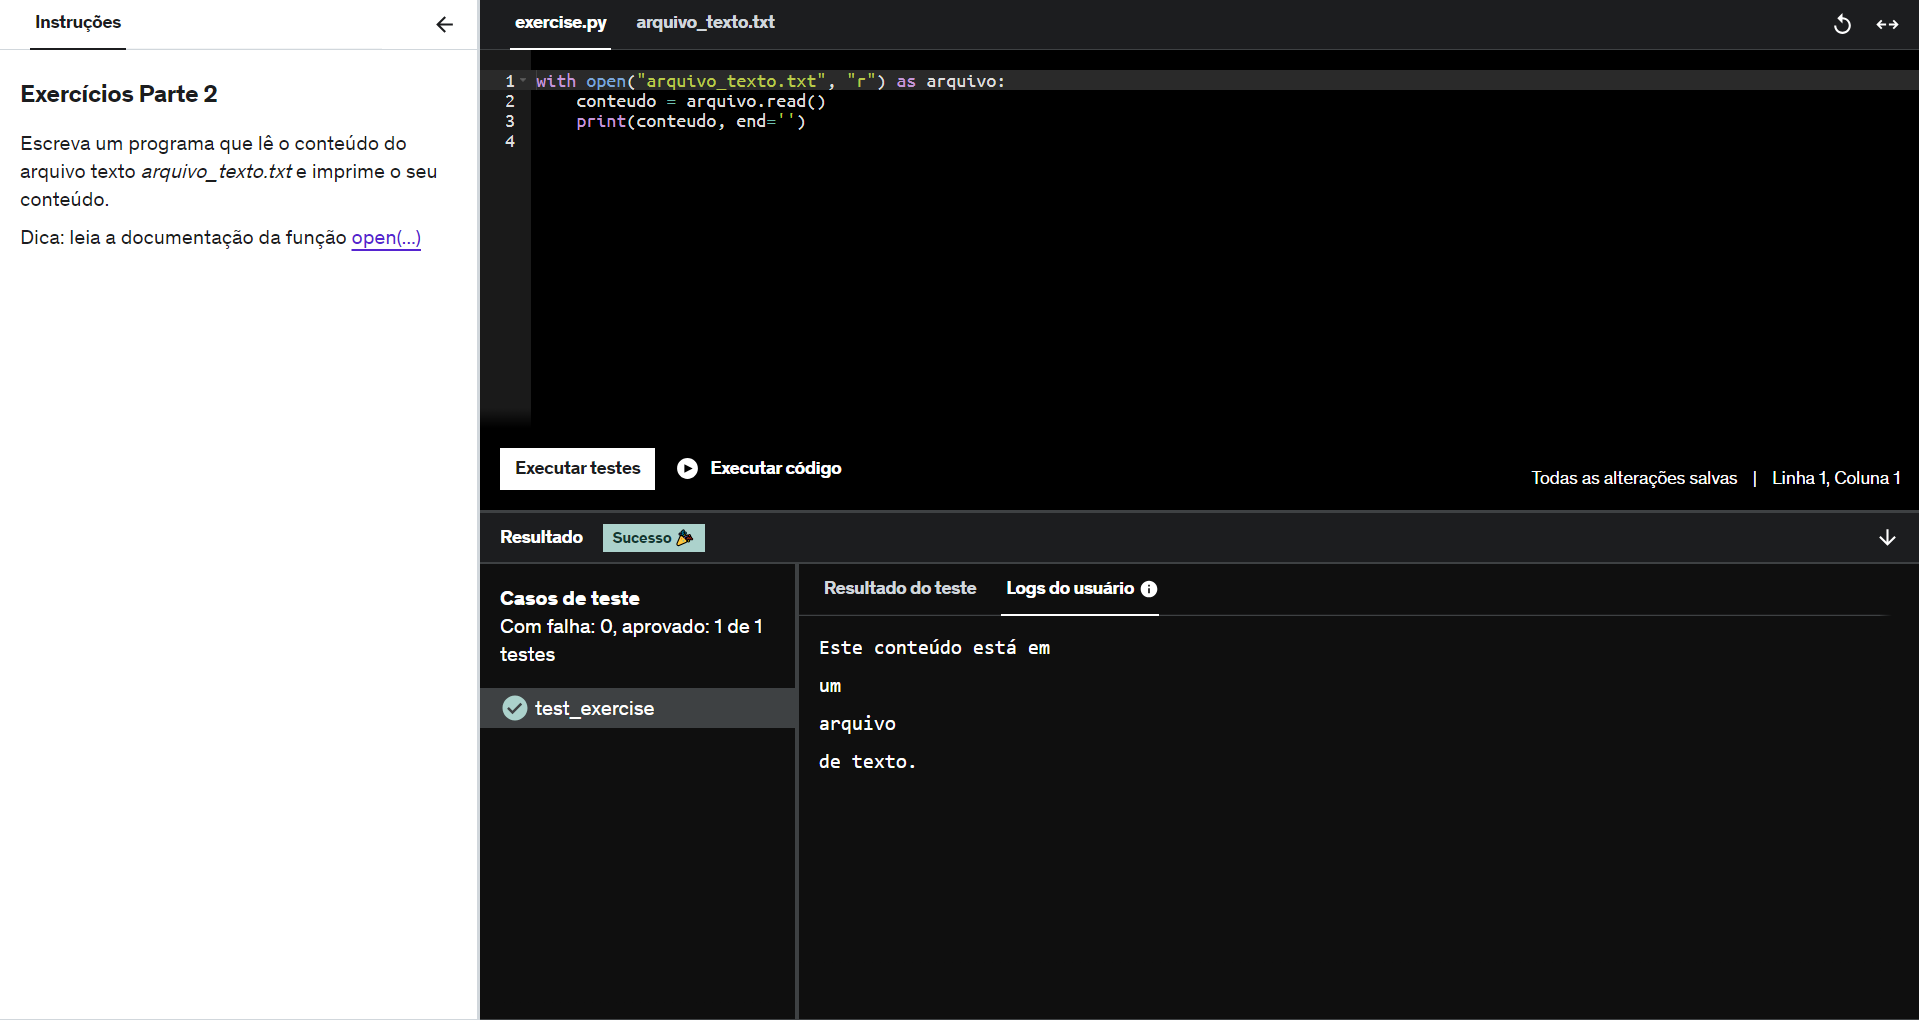 Instruções
Exercícios Parte 2
Escreva um programa que lê o conteúdo do
arquivo texto arquivo_texto.txt e imprime o seu
conteúdo.
Dica: leia a documentação da função open(...)
exercise.py arquivo_texto.txt
1 with open("arquivo_texto.txt", "r") as arquivo:
2     conteudo = arquivo.read()
3     print(conteudo, end='')
4
Executar testes Executar código
Todas as alterações salvas | Linha 1, Coluna 1
Resultado Sucesso
Casos de teste
Com falha: 0, aprovado: 1 de 1
testes
test_exercise
Resultado do teste Logs do usuário
Este conteúdo está em
um
arquivo
de texto.